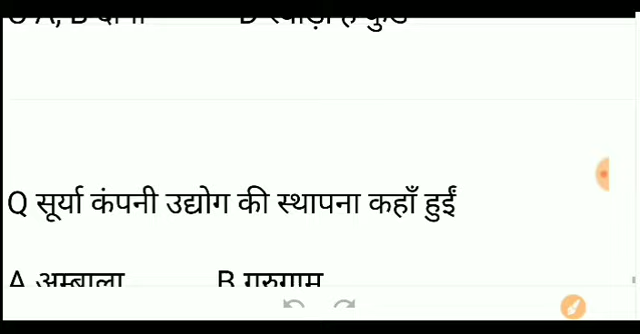 Q सूर्या कंपनी उद्योग की स्थापना कहाँ हुईं
A अम्बाला B गुरुग्राम